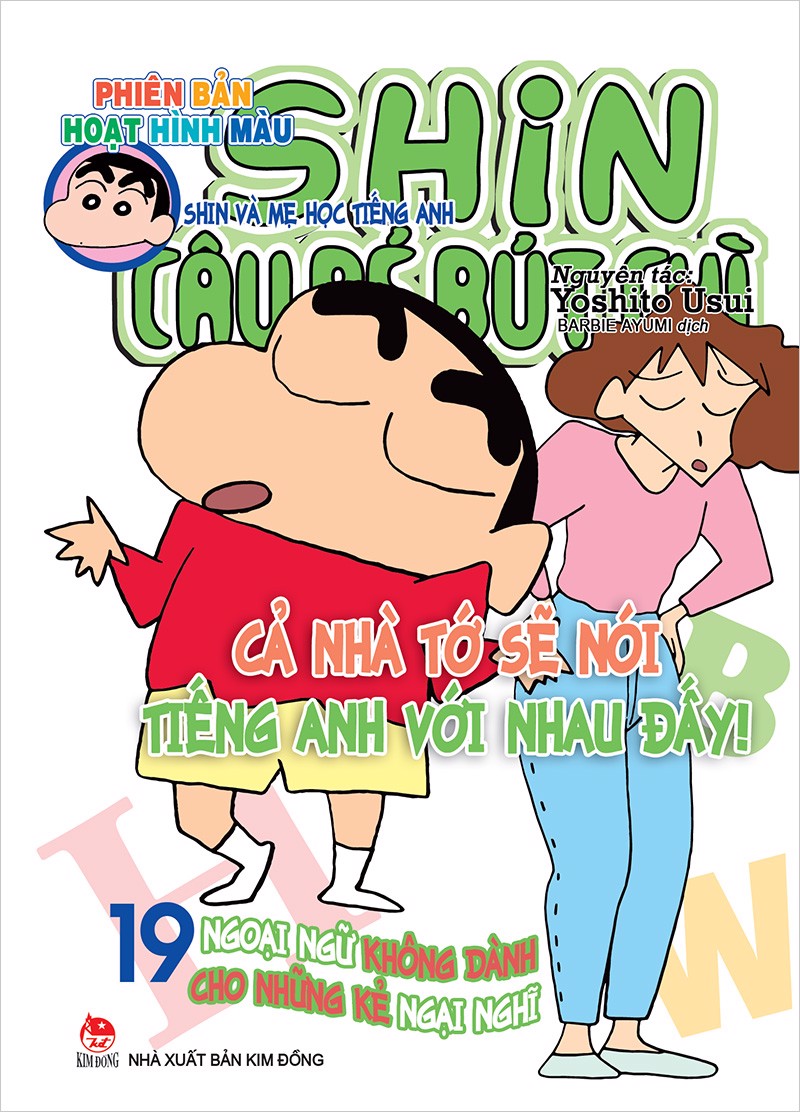 PHIÊN BẢN
HOẠT HÌNH MÀU
SHIN
SHIN VÀ MẸ HỌC TIẾNG ANH
CẬU BÉ BÚT CHÌ
Nguyên tác:
Yoshito Usui
BARBIE AYUMI dịch
CẢ NHÀ TỚ SẼ NÓI
TIẾNG ANH VỚI NHAU ĐẤY!
B
H
W
19
NGOẠI NGỮ KHÔNG DÀNH
CHO NHỮNG KẺ NGẠI NGHĨ
KIM ĐỒNG
NHÀ XUẤT BẢN KIM ĐỒNG